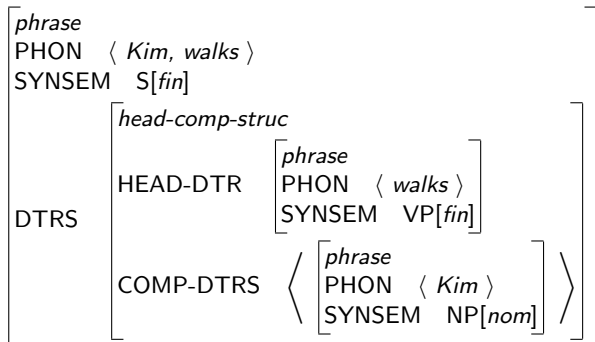 phrase
PHON ⟨ Kim, walks ⟩
SYNSEM S[fin]
head-comp-struc
phrase
HEAD-DTR PHON ⟨ walks ⟩
SYNSEM VP[fin]
DTRS
phrase
COMP-DTRS ⟨ PHON ⟨ Kim ⟩ ⟩
SYNSEM NP[nom]